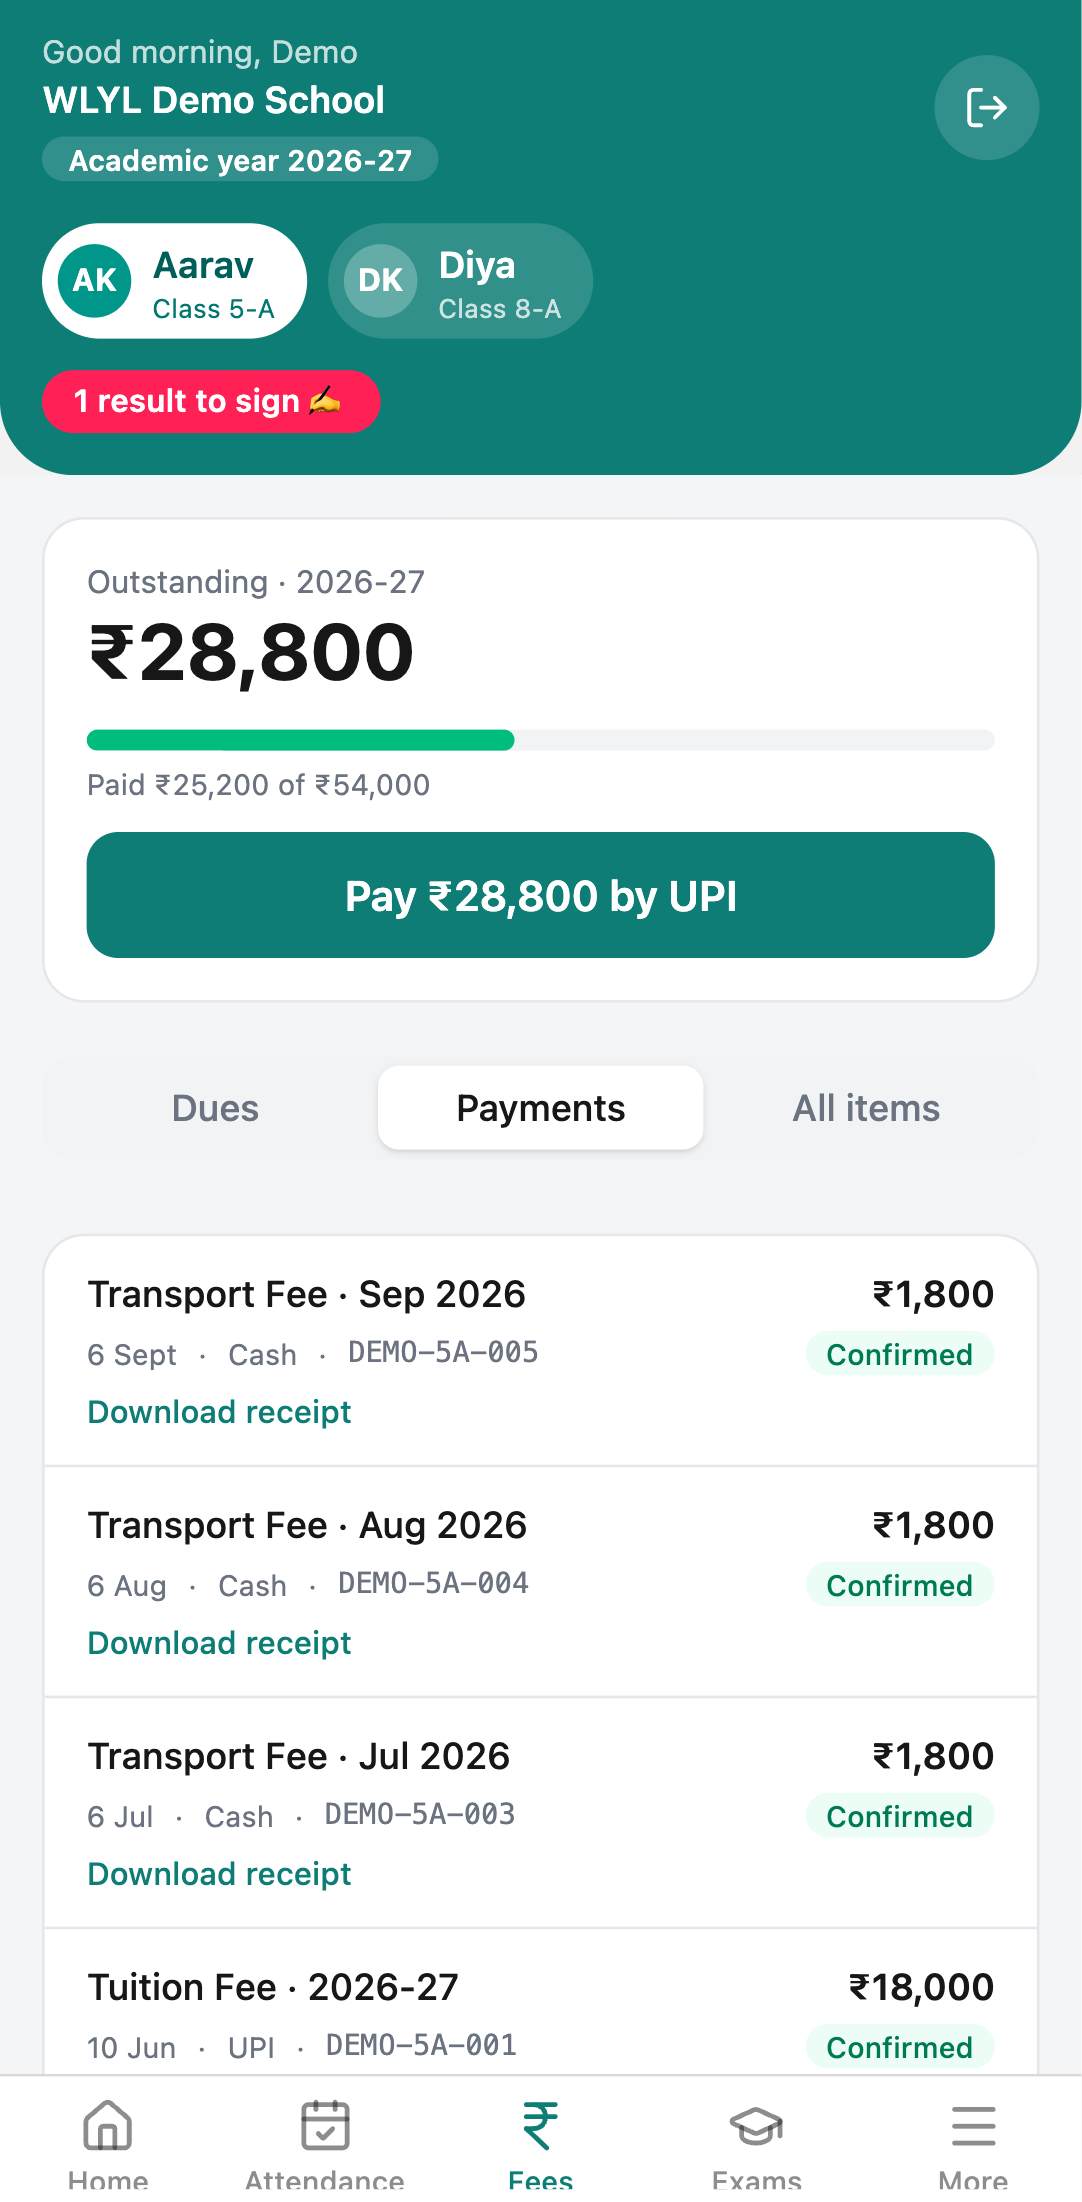 Good morning, Demo
WLYL Demo School
Academic year 2026-27
AK Aarav
Class 5-A
DK Diya
Class 8-A
1 result to sign ✍️
Outstanding · 2026-27
₹28,800
Paid ₹25,200 of ₹54,000
Pay ₹28,800 by UPI
Dues Payments All items
Transport Fee · Sep 2026 ₹1,800
6 Sept · Cash · DEMO-5A-005 Confirmed
Download receipt
Transport Fee · Aug 2026 ₹1,800
6 Aug · Cash · DEMO-5A-004 Confirmed
Download receipt
Transport Fee · Jul 2026 ₹1,800
6 Jul · Cash · DEMO-5A-003 Confirmed
Download receipt
Tuition Fee · 2026-27 ₹18,000
10 Jun · UPI · DEMO-5A-001 Confirmed
Home Attendance Fees Exams More